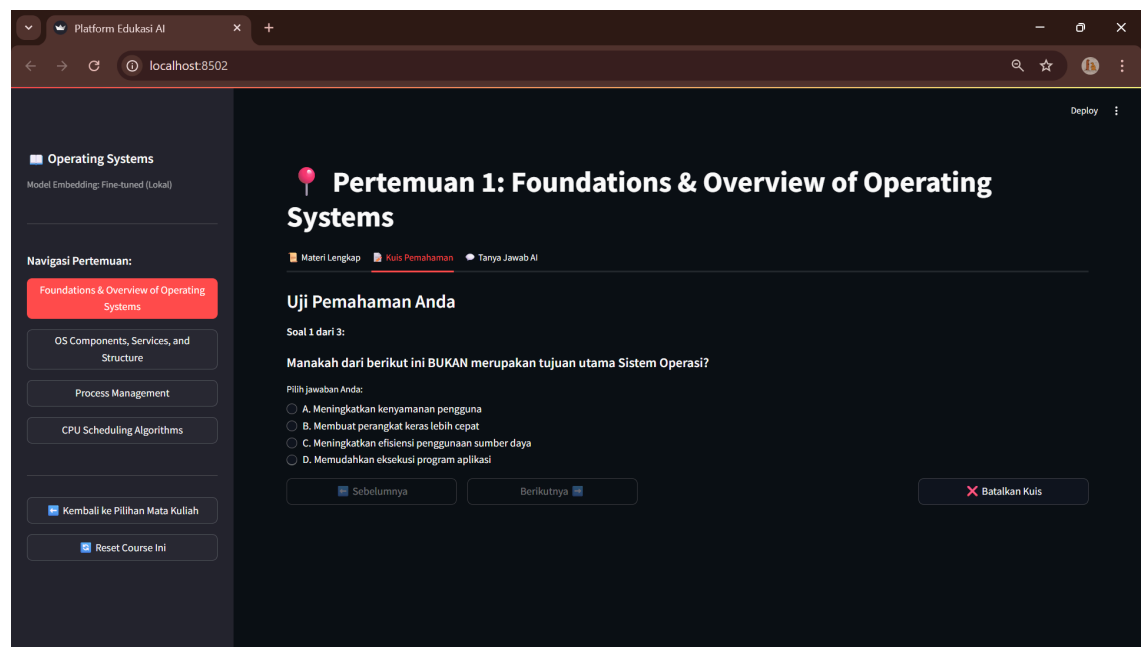 Platform Edukasi AI
localhost:8502
Deploy
Operating Systems
Model Embedding: Fine-tuned (Lokal)
Navigasi Pertemuan:
Foundations & Overview of Operating
Systems
OS Components, Services, and
Structure
Process Management
CPU Scheduling Algorithms
Kembali ke Pilihan Mata Kuliah
Reset Course Ini
Pertemuan 1: Foundations & Overview of Operating
Systems
Materi Lengkap Kuis Pemahaman Tanya Jawab AI
Uji Pemahaman Anda
Soal 1 dari 3:
Manakah dari berikut ini BUKAN merupakan tujuan utama Sistem Operasi?
Pilih jawaban Anda:
A. Meningkatkan kenyamanan pengguna
B. Membuat perangkat keras lebih cepat
C. Meningkatkan efisiensi penggunaan sumber daya
D. Memudahkan eksekusi program aplikasi
Sebelumnya Berikutnya Batalkan Kuis